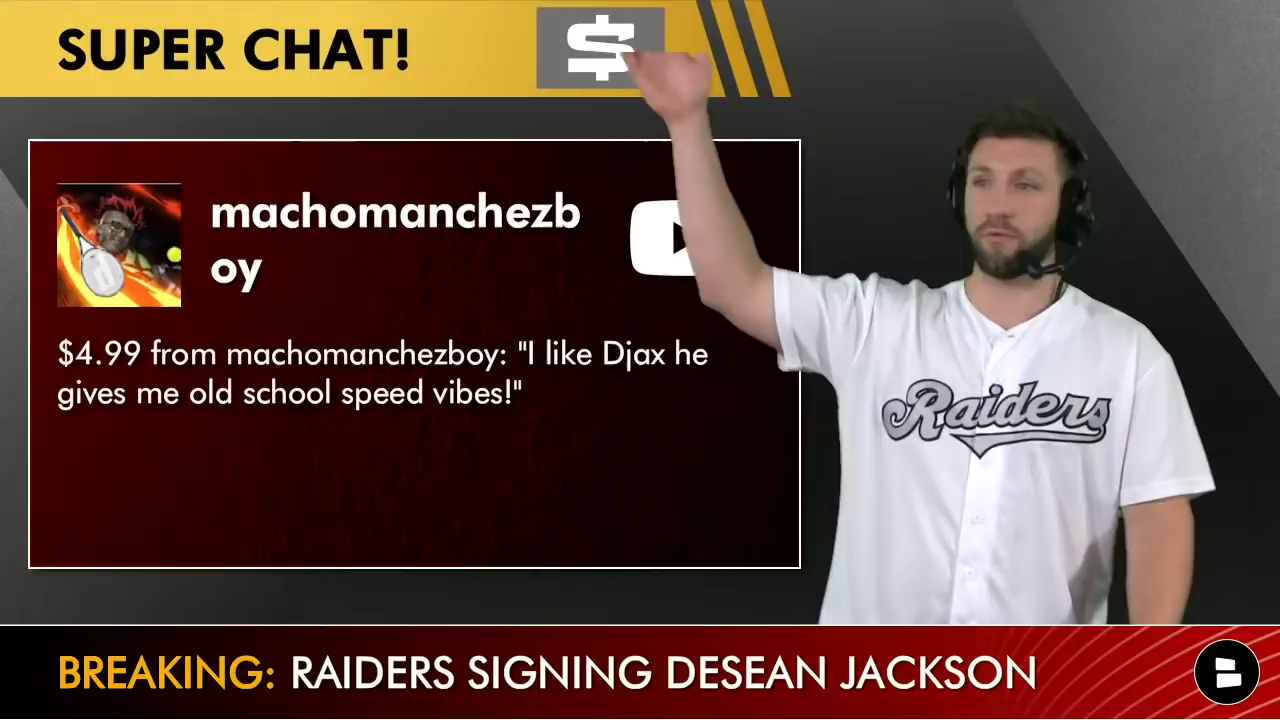 SUPER CHAT!
$
machomanchezb
oy
$4.99 from machomanchezboy: "I like Djax he
gives me old school speed vibes!"
Raiders
BREAKING: RAIDERS SIGNING DESEAN JACKSON